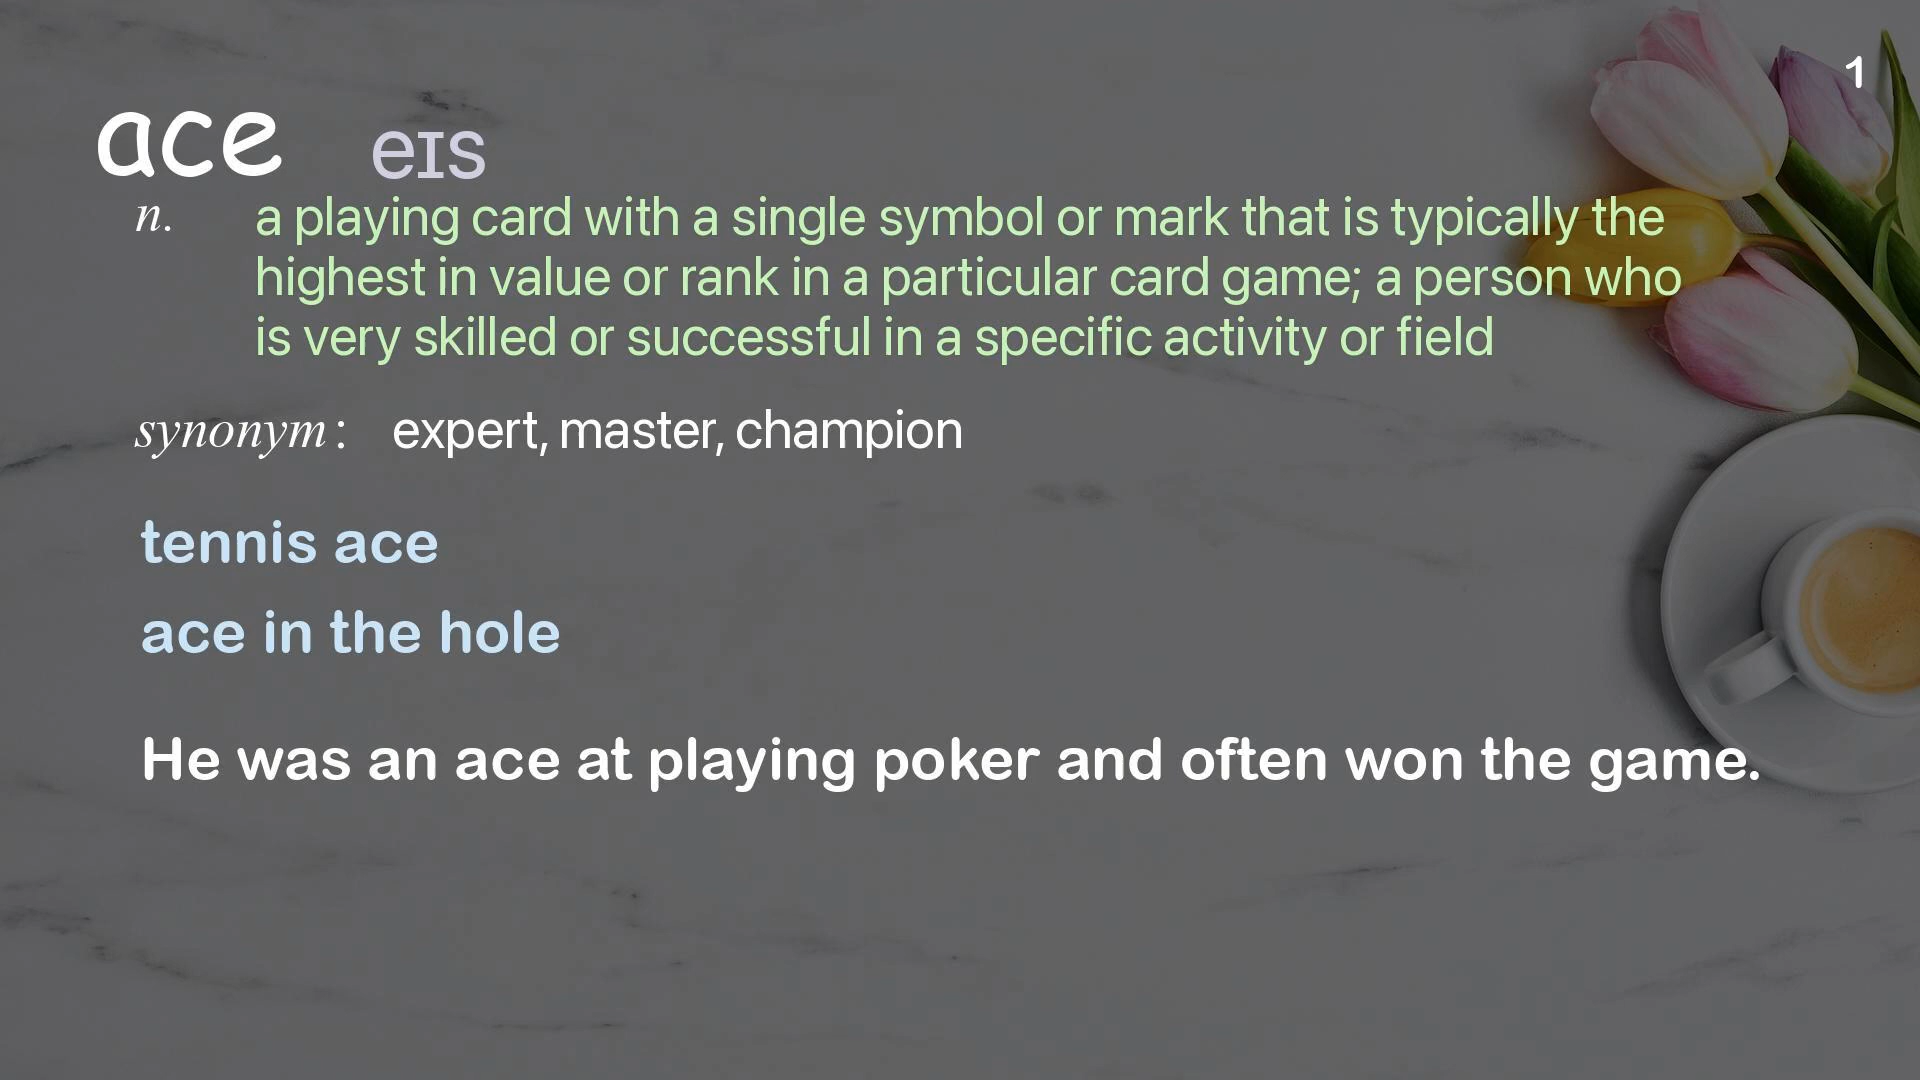 1
ace eɪs
n. a playing card with a single symbol or mark that is typically the
highest in value or rank in a particular card game; a person who
is very skilled or successful in a specific activity or field
synonym: expert, master, champion
tennis ace
ace in the hole
He was an ace at playing poker and often won the game.